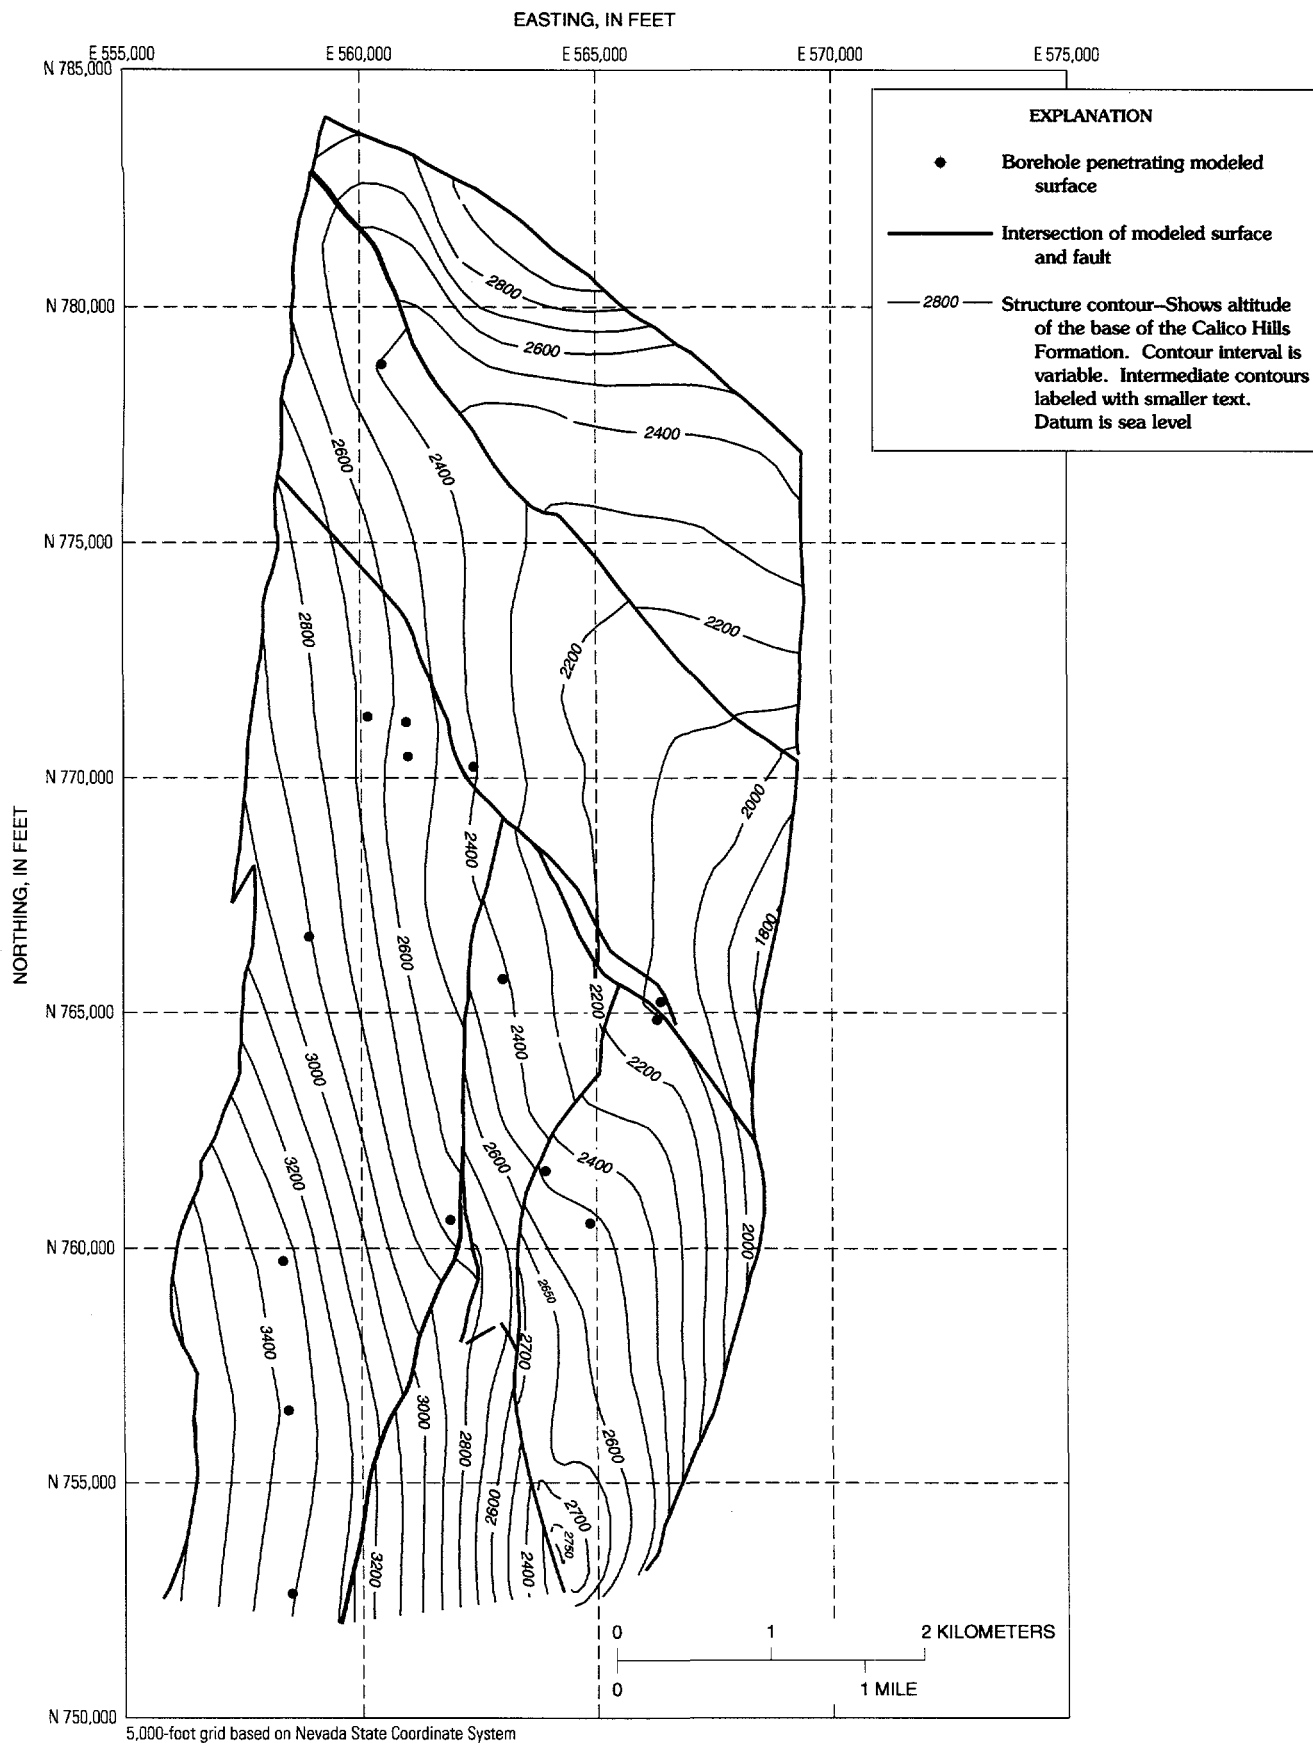 EASTING, IN FEET
E 555,000
E 560,000
E 565,000
E 570,000
E 575,000
N 785,000
EXPLANATION
Borehole penetrating modeled
surface
Intersection of modeled surface
and fault
2800
Structure contour–Shows altitude
of the base of the Calico Hills
Formation. Contour interval is
variable. Intermediate contours
labeled with smaller text.
Datum is sea level
2800
N 780,000
2600
2400
2600
2400
N 775,000
2800
2200
2200
N 770,000
2000
2400
1800
2600
NORTHING, IN FEET
N 765,000
2200
2400
3000
2200
2600
2400
3200
2000
N 760,000
2650
3400
2700
3000
2800
2600
N 755,000
2600
2700
2750
3200
2400
0
1
2 KILOMETERS
0
1 MILE
N 750,000
5,000-foot grid based on Nevada State Coordinate System